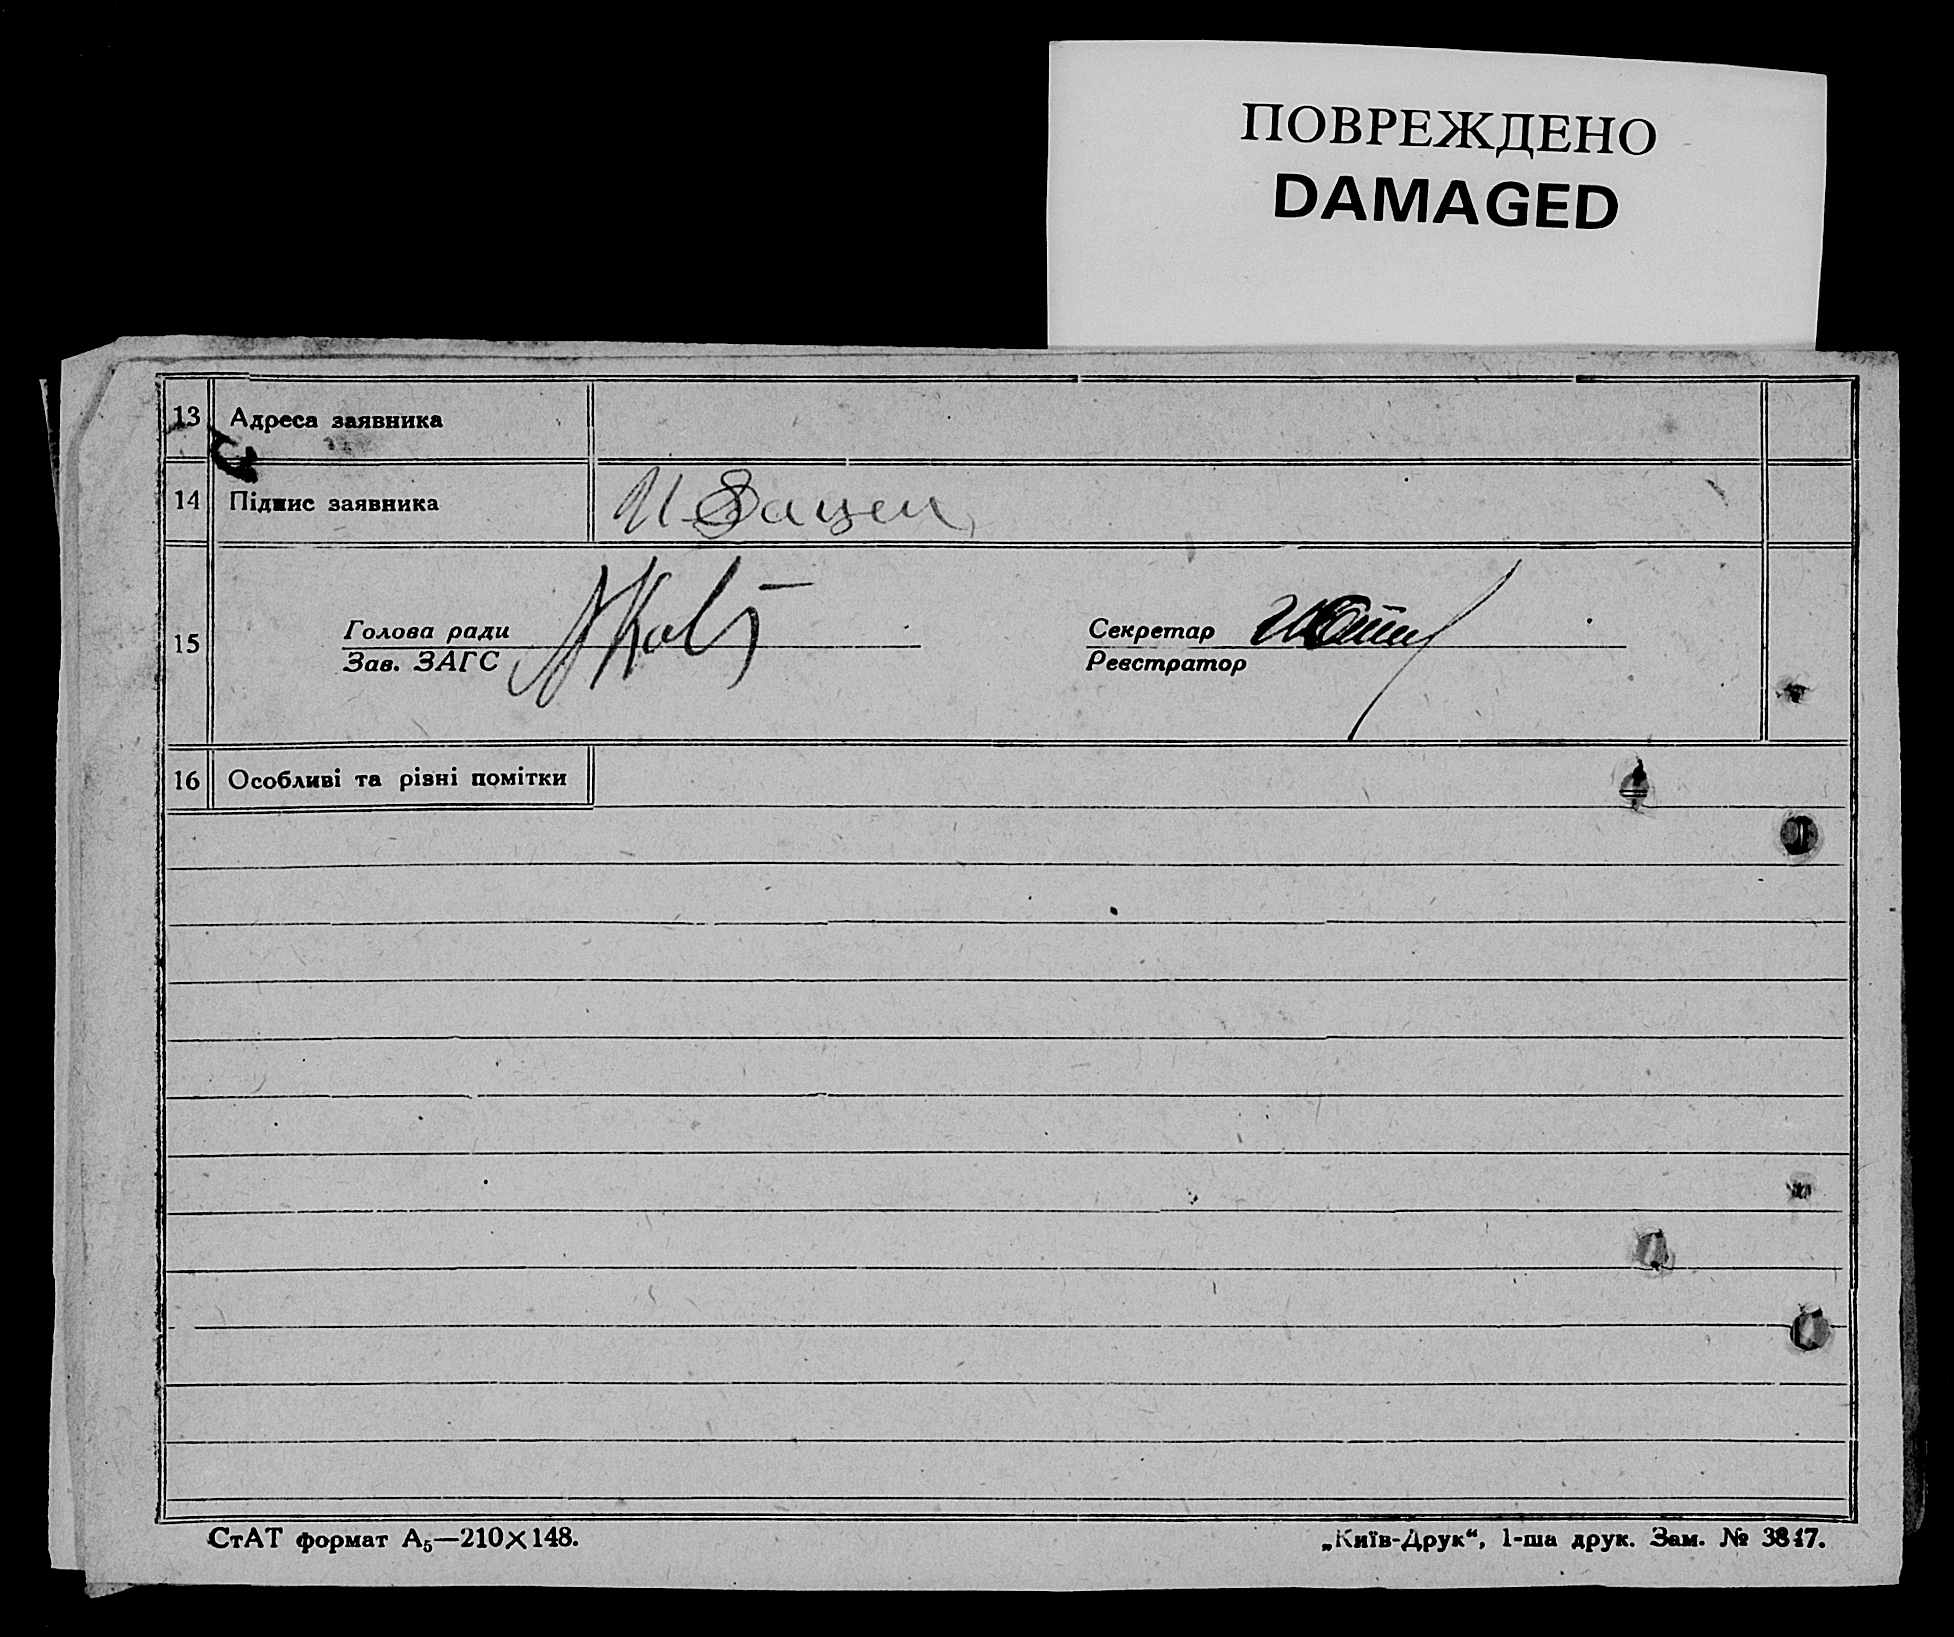 ПОВРЕЖДЕНО
DAMAGED
13 Адреса заявника
14 Підпис заявника
15
Голова ради
Зав. ЗАГС
Секретар
Реєстратор
16 Особливі та різні помітки
СтАТ формат А₅—210×148.
„Київ-Друк“, 1-ша друк. Зам. № 3847.